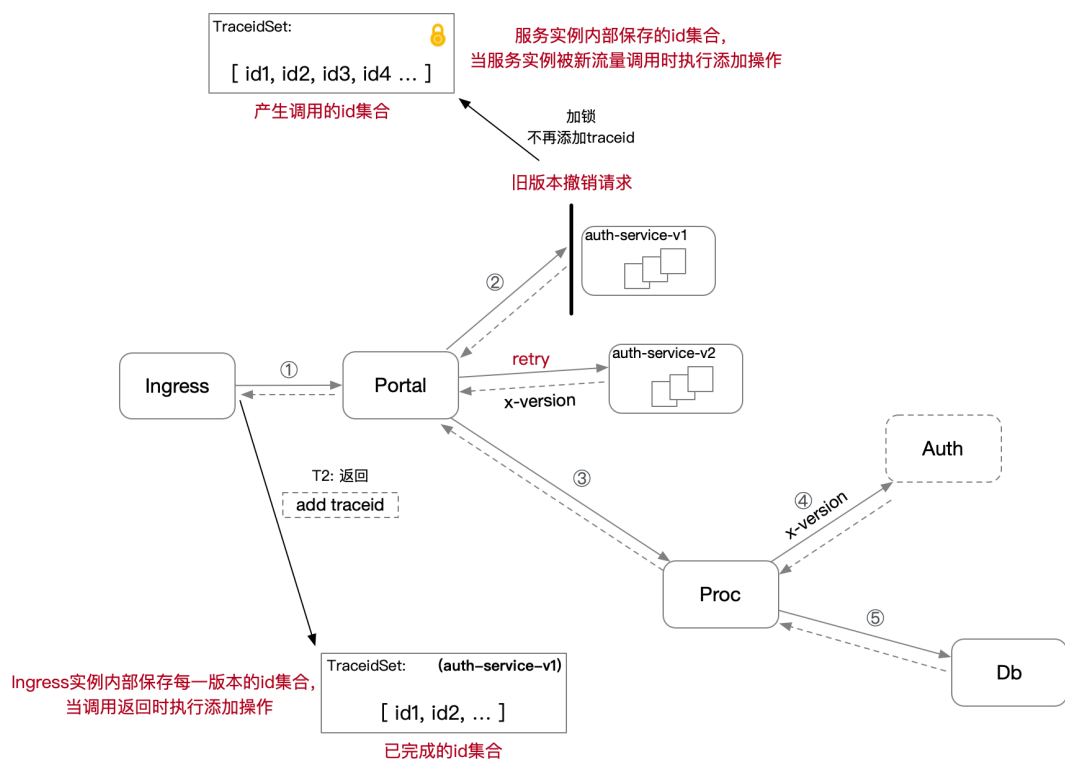 TraceidSet:
[ id1, id2, id3, id4 ... ]
产生调用的id集合
服务实例内部保存的id集合,
当服务实例被新流量调用时执行添加操作
加锁
不再添加traceid
旧版本撤销请求
auth-service-v1
②
retry
auth-service-v2
x-version
Ingress
①
Portal
T2: 返回
add traceid
③
Auth
④
x-version
Proc
⑤
Db
Ingress实例内部保存每一版本的id集合,
当调用返回时执行添加操作
TraceidSet: (auth-service-v1)
[ id1, id2, ... ]
已完成的id集合